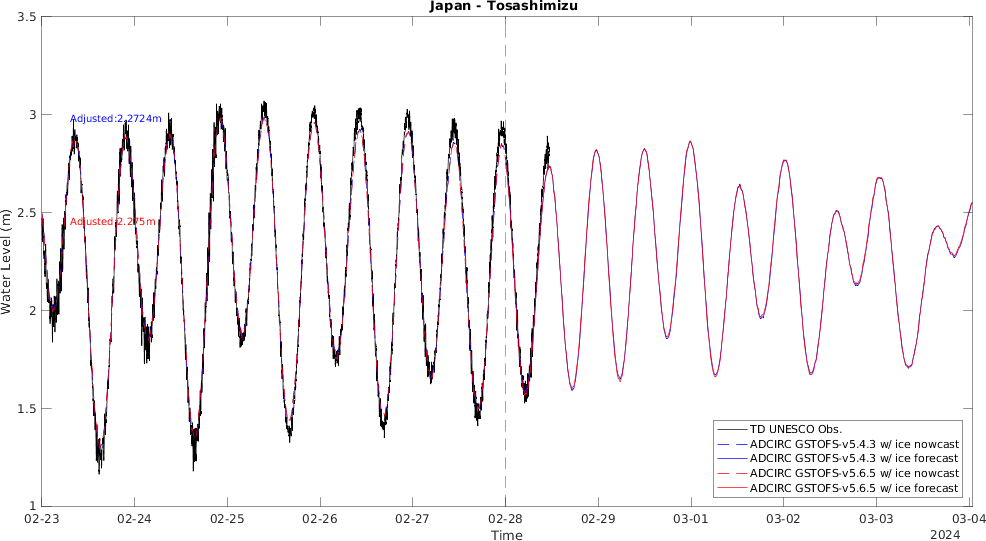 Japan - Tosashimizu
3.5
3
2.5
2
1.5
1
Water Level (m)
Adjusted:2.2724m
Adjusted:2.275m
TD UNESCO Obs.
ADCIRC GSTOFS-v5.4.3 w/ ice nowcast
ADCIRC GSTOFS-v5.4.3 w/ ice forecast
ADCIRC GSTOFS-v5.6.5 w/ ice nowcast
ADCIRC GSTOFS-v5.6.5 w/ ice forecast
02-23 02-24 02-25 02-26 02-27 02-28 02-29 03-01 03-02 03-03 03-04
Time
2024